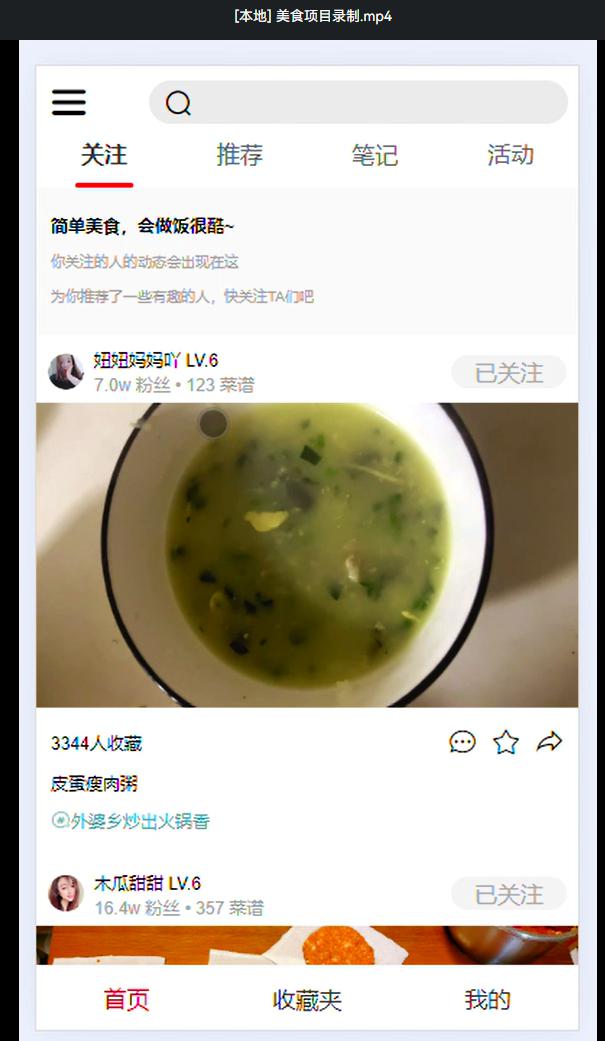 [本地] 美食项目录制.mp4
关注 推荐 笔记 活动
简单美食，会做饭很酷~
你关注的人的动态会出现在这
为你推荐了一些有趣的人，快关注TA们吧
妞妞妈妈吖 LV.6
7.0w 粉丝 • 123 菜谱
已关注
3344人收藏
皮蛋瘦肉粥
#外婆乡炒出火锅香
木瓜甜甜 LV.6
16.4w 粉丝 • 357 菜谱
已关注
首页 收藏夹 我的